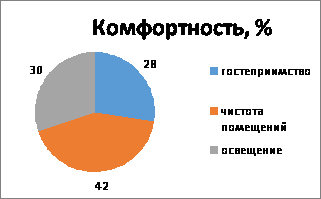 Комфортность, %
30
28
42
гостеприимство
чистота
помещений
освещение